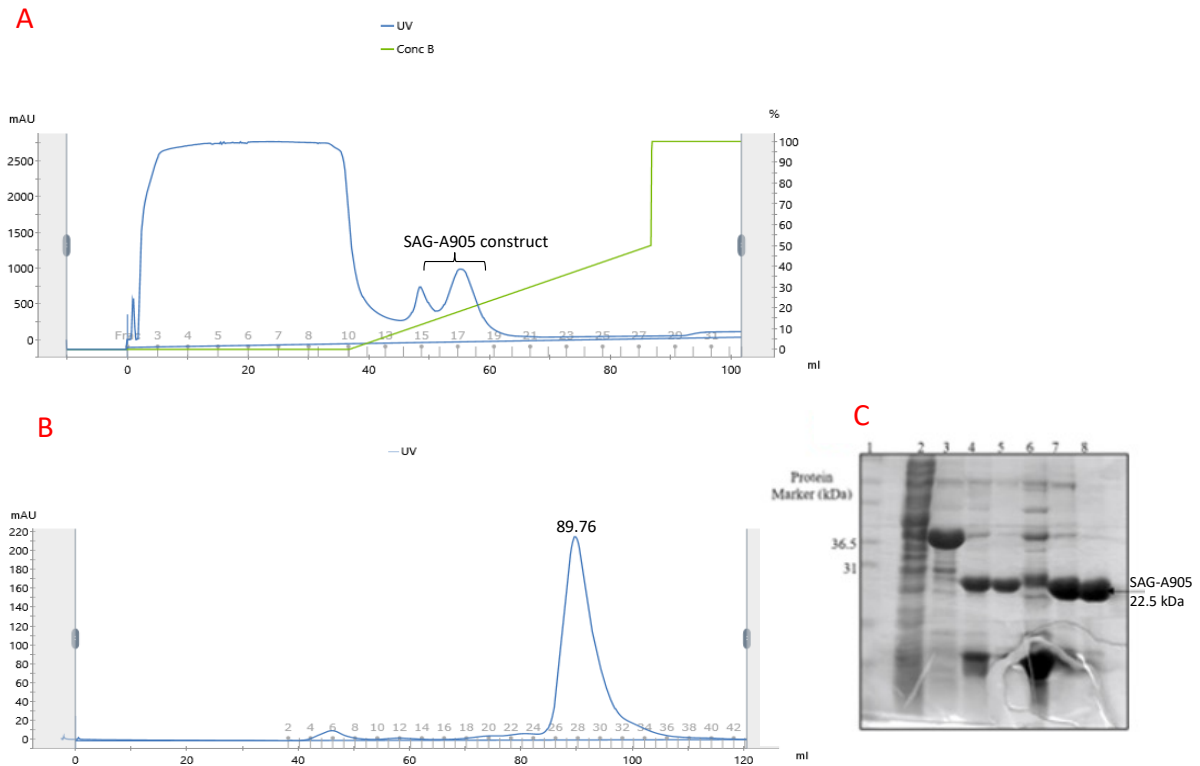 A
UV
Conc B
mAU
%
2500
2000
1500
1000
500
0
100
90
80
70
60
50
40
30
20
10
0
SAG-A905 construct
Frac 3 4 5 6 7 8 10 13 15 17 19 21 23 25 27 29 31
0 20 40 60 80 100
ml
B
UV
mAU
89.76
220
200
180
160
140
120
100
80
60
40
20
0
2 4 6 8 10 12 14 16 18 20 22 24 26 28 30 32 34 36 38 40 42
0 20 40 60 80 100 120
ml
C
1 2 3 4 5 6 7 8
Protein
Marker (kDa)
36.5
31
SAG-A905
22.5 kDa